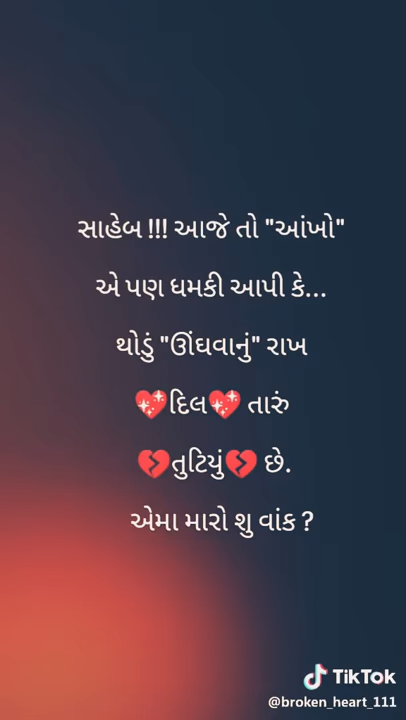 સાહેબ !!! આજે તો "આંખો"
એ પણ ધમકી આપી કે...
થોડું "ઊંઘવાનું" રાખ
💖દિલ💖 તારું
💔તુટિયું💔 છે.
એમા મારો શુ વાંક ?
TikTok
@broken_heart_111